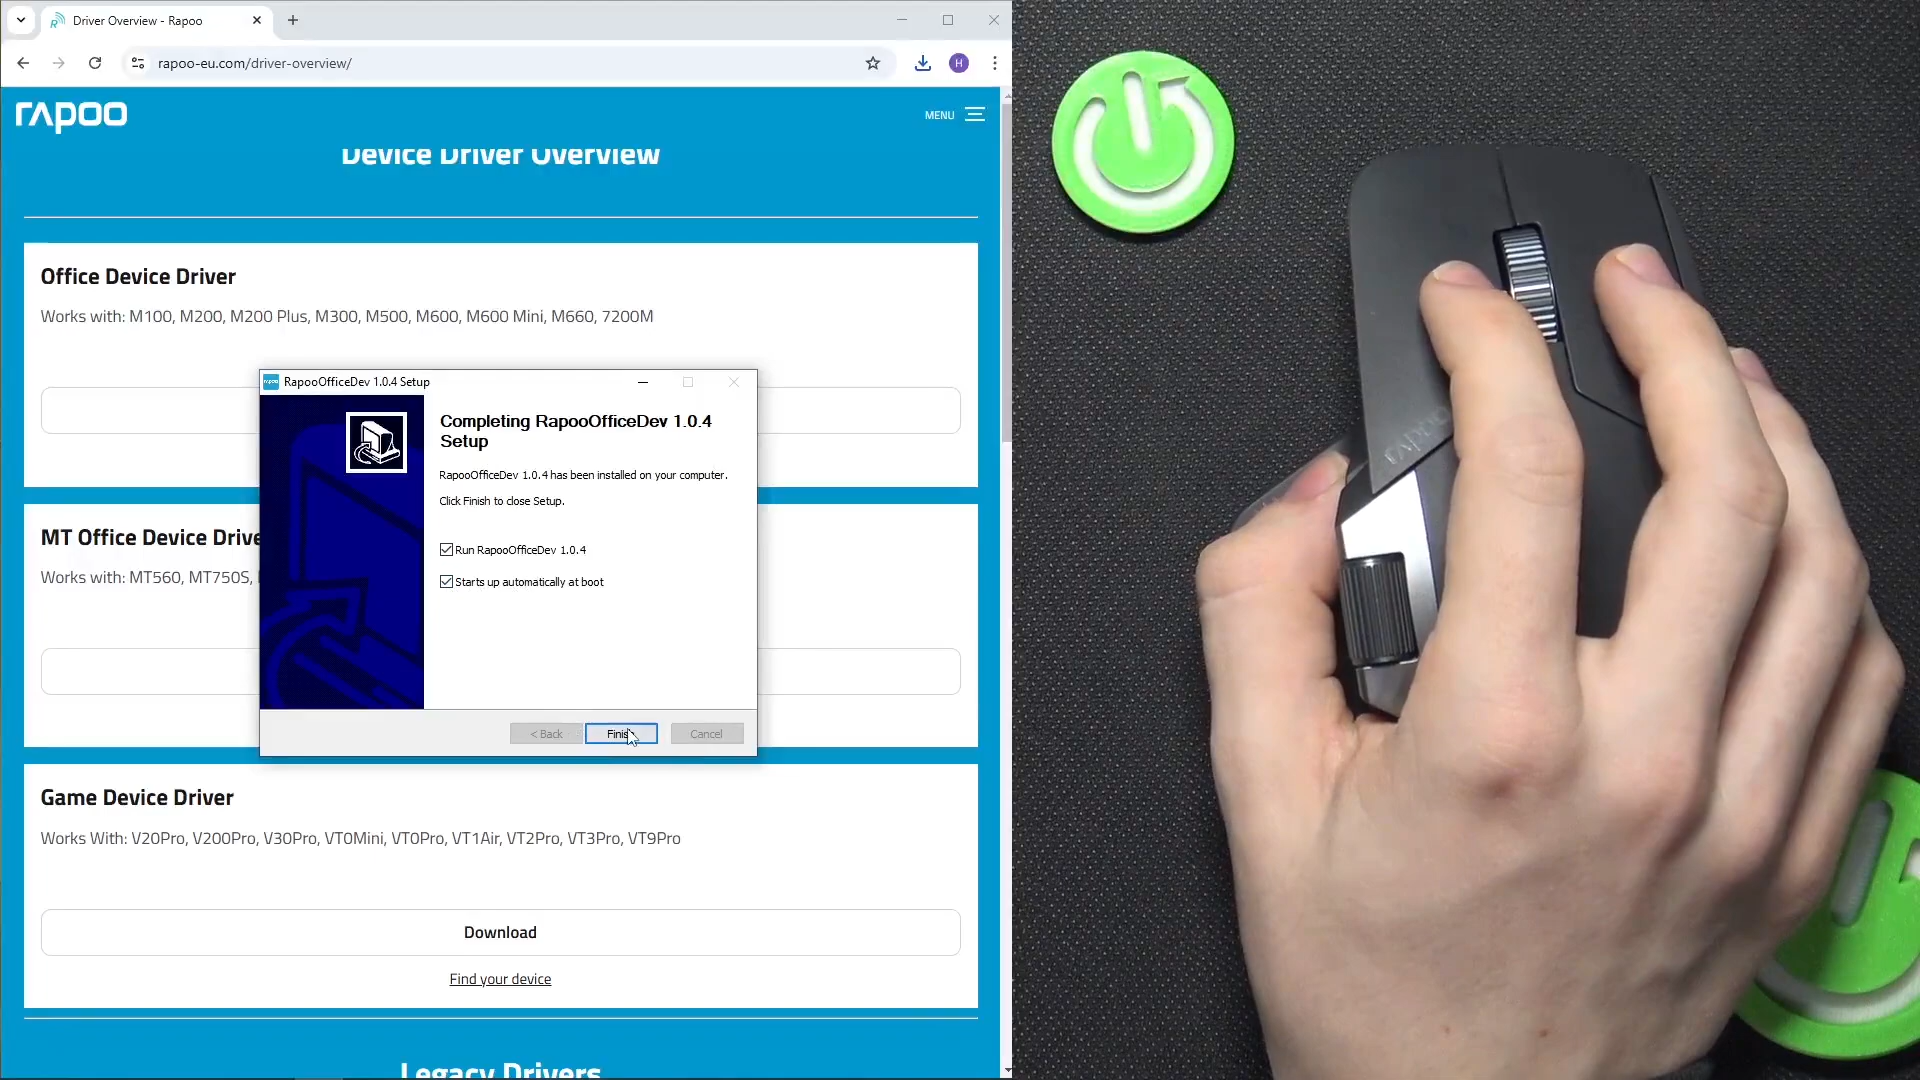 Driver Overview - Rapoo
rapoo-eu.com/driver-overview/
H
rapoo
MENU
Device Driver Overview
Office Device Driver
Works with: M100, M200, M200 Plus, M300, M500, M600, M600 Mini, M660, 7200M
RapooOfficeDev 1.0.4 Setup
Completing RapooOfficeDev 1.0.4
Setup
RapooOfficeDev 1.0.4 has been installed on your computer.
Click Finish to close Setup.
Run RapooOfficeDev 1.0.4
Starts up automatically at boot
< Back
Finish
Cancel
MT Office Device Drive
Works with: MT560, MT750S,
Game Device Driver
Works With: V20Pro, V200Pro, V30Pro, VT0Mini, VT0Pro, VT1Air, VT2Pro, VT3Pro, VT9Pro
Download
Find your device
Legacy Drivers
rapoo